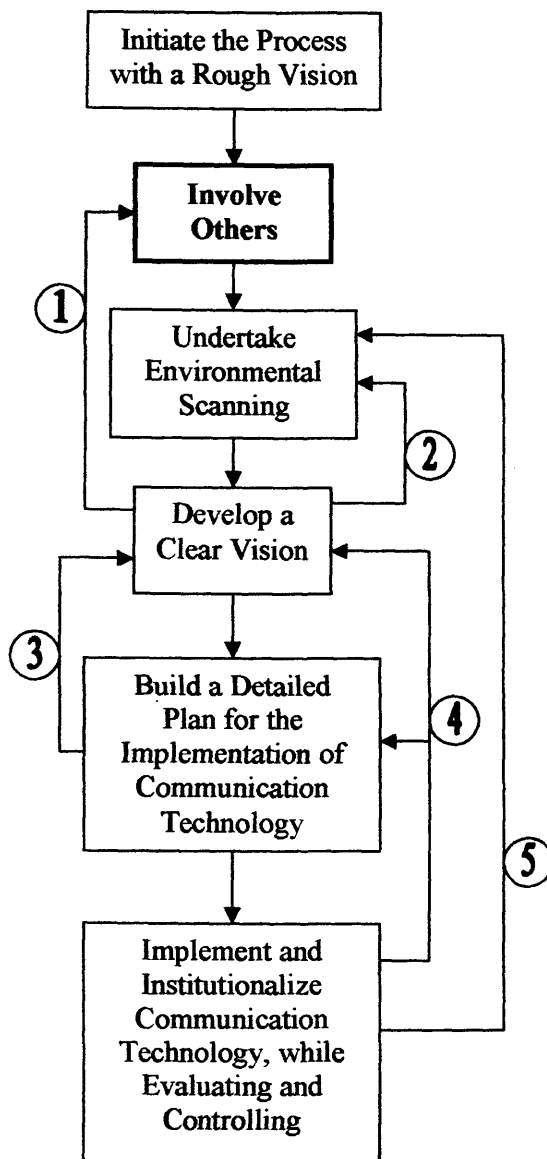 Initiate the Process
with a Rough Vision
Involve
Others
1
Undertake
Environmental
Scanning
2
Develop a
Clear Vision
3
Build a Detailed
Plan for the
Implementation of
Communication
Technology
4
5
Implement and
Institutionalize
Communication
Technology, while
Evaluating and
Controlling